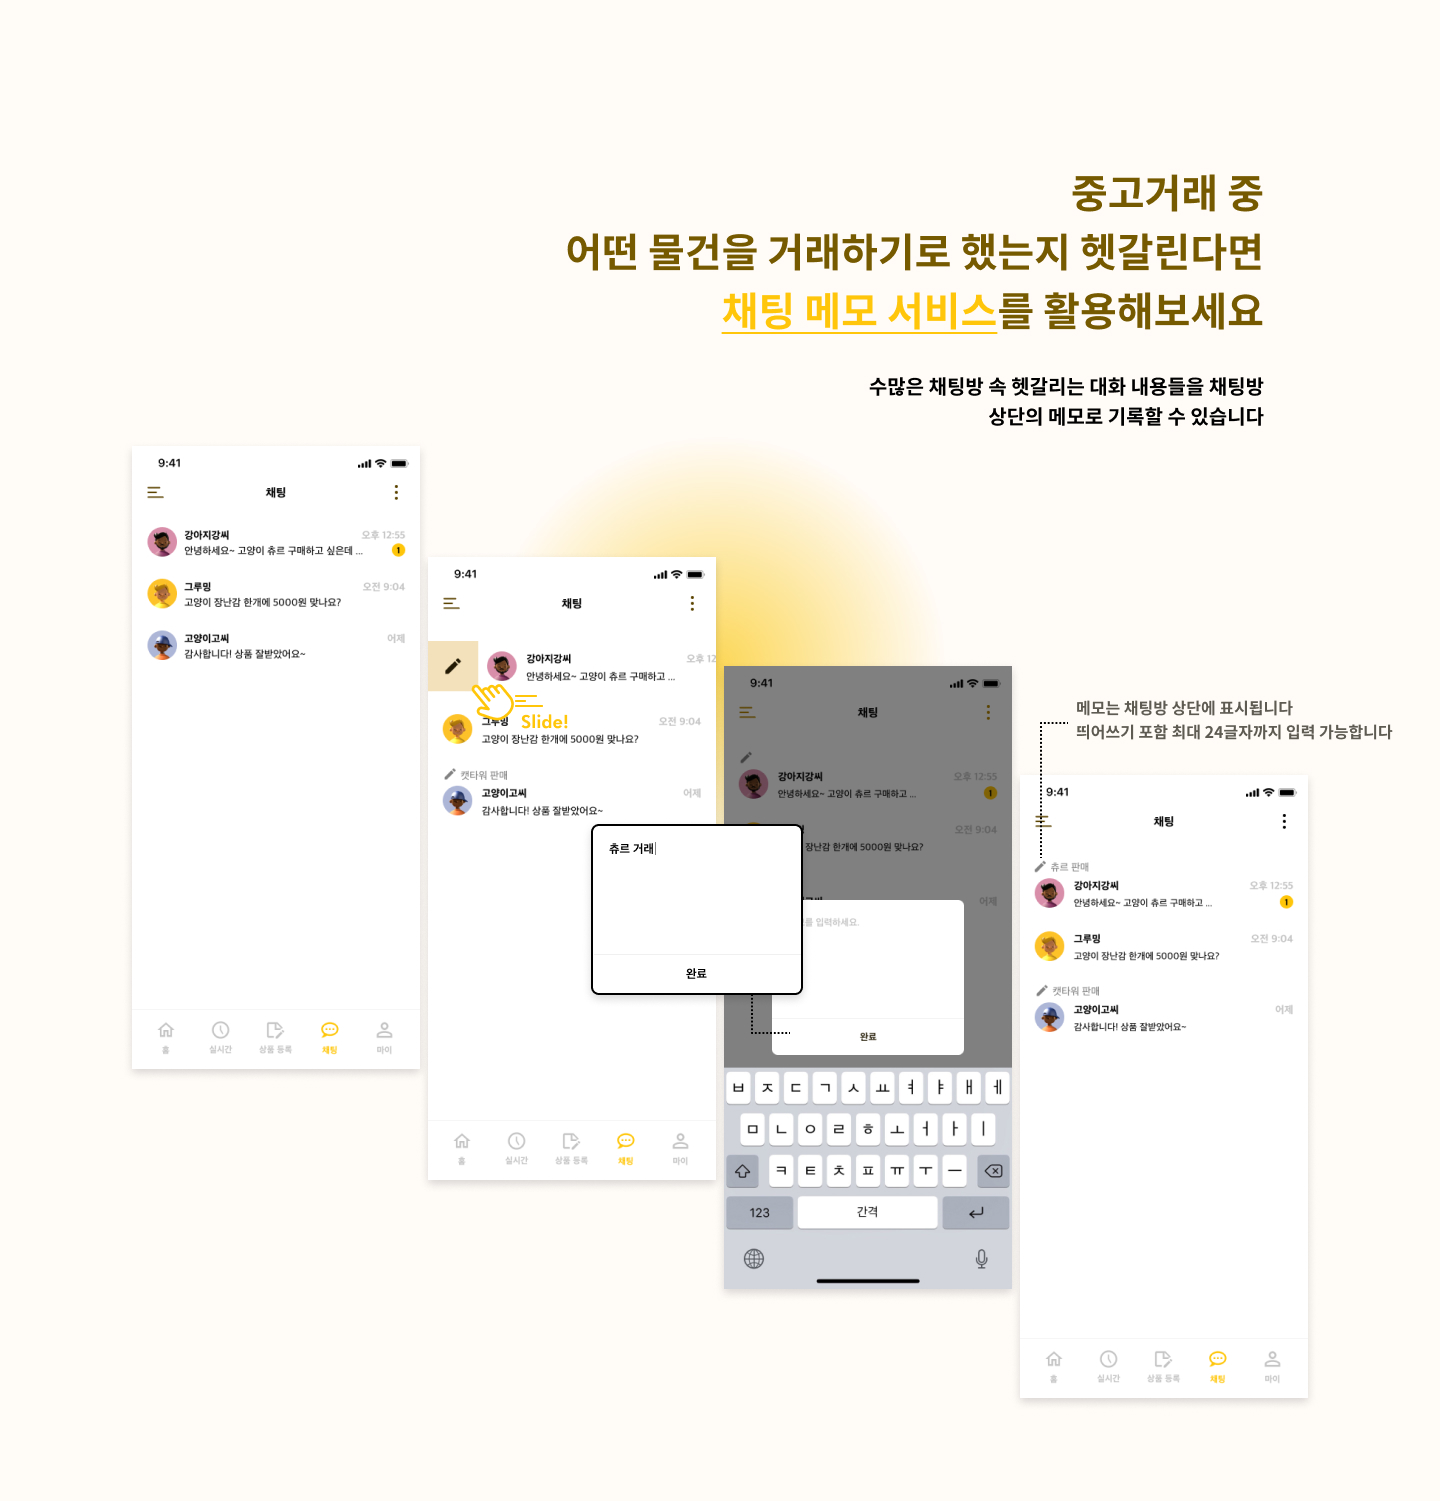 중고거래 중
어떤 물건을 거래하기로 했는지 헷갈린다면
채팅 메모 서비스를 활용해보세요
수많은 채팅방 속 헷갈리는 대화 내용들을 채팅방
상단의 메모로 기록할 수 있습니다
9:41
채팅
강아지강씨 오후 12:55
안녕하세요~ 고양이 츄르 구매하고 싶은데 ... 1
그루밍 오전 9:04
고양이 장난감 한개에 5000원 맞나요?
고양이고씨 어제
감사합니다! 상품 잘받았어요~
홈 실시간 상품 등록 채팅 마이
9:41
채팅
강아지강씨 오후 12
안녕하세요~ 고양이 츄르 구매하고 ...
Slide!
그루밍 오전 9:04
고양이 장난감 한개에 5000원 맞나요?
캣타워 판매
고양이고씨 어제
감사합니다! 상품 잘받았어요~
홈 실시간 상품 등록 채팅 마이
츄르 거래
완료
9:41
채팅
강아지강씨 오후 12:55
안녕하세요~ 고양이 츄르 구매하고 ... 1
오전 9:04
장난감 한개에 5000원 맞나요?
어제
를 입력하세요.
완료
ㅂ ㅈ ㄷ ㄱ ㅅ ㅛ ㅕ ㅑ ㅐ ㅔ
ㅁ ㄴ ㅇ ㄹ ㅎ ㅗ ㅓ ㅏ ㅣ
ㅋ ㅌ ㅊ ㅍ ㅠ ㅜ ㅡ
123 간격
메모는 채팅방 상단에 표시됩니다
띄어쓰기 포함 최대 24글자까지 입력 가능합니다
9:41
채팅
츄르 판매
강아지강씨 오후 12:55
안녕하세요~ 고양이 츄르 구매하고 ... 1
그루밍 오전 9:04
고양이 장난감 한개에 5000원 맞나요?
캣타워 판매
고양이고씨 어제
감사합니다! 상품 잘받았어요~
홈 실시간 상품 등록 채팅 마이